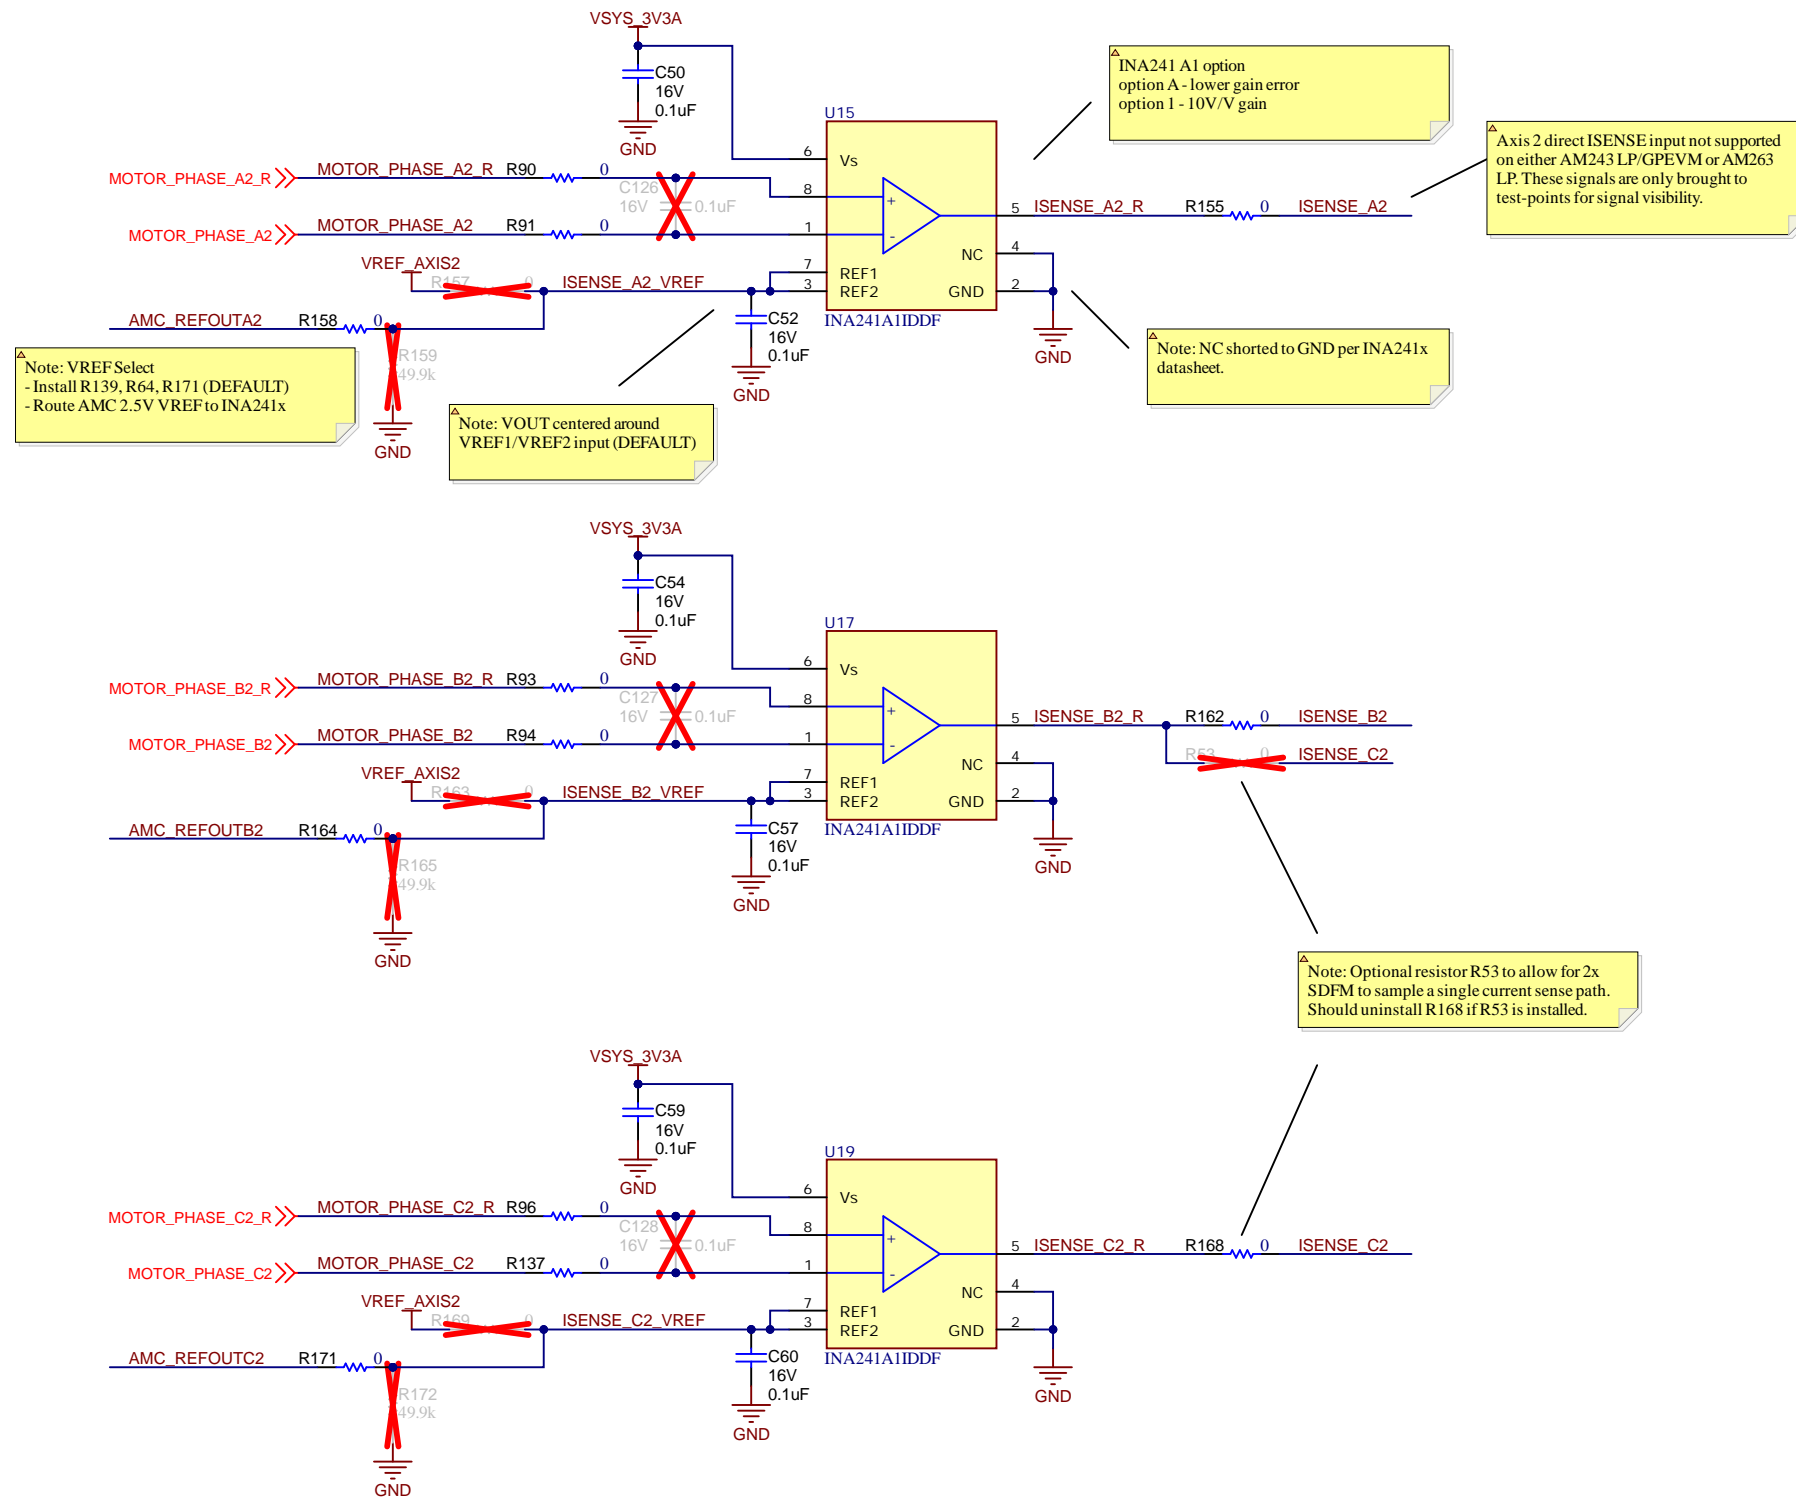 VSYS_3V3A
C50
16V
0.1uF
GND
INA241 A1 option
option A - lower gain error
option 1 - 10V/V gain
Axis 2 direct ISENSE input not supported
on either AM243 LP/GPEVM or AM263
LP. These signals are only brought to
test-points for signal visibility.
U15
6 Vs
MOTOR_PHASE_A2_R MOTOR_PHASE_A2_R R90 0
C126
16V 0.1uF
8 +
5 ISENSE_A2_R R155 0 ISENSE_A2
MOTOR_PHASE_A2 MOTOR_PHASE_A2 R91 0
1 -
NC 4
VREF_AXIS2
R157 0
ISENSE_A2_VREF
7 REF1
3 REF2
GND 2
INA241A1IDDF
AMC_REFOUTA2 R158 0
C52
16V
0.1uF
GND
GND
R159
49.9k
GND
Note: VREF Select
- Install R139, R64, R171 (DEFAULT)
- Route AMC 2.5V VREF to INA241x
Note: VOUT centered around
VREF1/VREF2 input (DEFAULT)
Note: NC shorted to GND per INA241x
datasheet.
VSYS_3V3A
C54
16V
0.1uF
GND
U17
6 Vs
MOTOR_PHASE_B2_R MOTOR_PHASE_B2_R R93 0
C127
16V 0.1uF
8 +
5 ISENSE_B2_R R162 0 ISENSE_B2
MOTOR_PHASE_B2 MOTOR_PHASE_B2 R94 0
1 -
R53 0 ISENSE_C2
NC 4
VREF_AXIS2
R163 0
ISENSE_B2_VREF
7 REF1
3 REF2
GND 2
INA241A1IDDF
AMC_REFOUTB2 R164 0
C57
16V
0.1uF
GND
GND
R165
49.9k
GND
Note: Optional resistor R53 to allow for 2x
SDFM to sample a single current sense path.
Should uninstall R168 if R53 is installed.
VSYS_3V3A
C59
16V
0.1uF
GND
U19
6 Vs
MOTOR_PHASE_C2_R MOTOR_PHASE_C2_R R96 0
C128
16V 0.1uF
8 +
5 ISENSE_C2_R R168 0 ISENSE_C2
MOTOR_PHASE_C2 MOTOR_PHASE_C2 R137 0
1 -
NC 4
VREF_AXIS2
R169 0
ISENSE_C2_VREF
7 REF1
3 REF2
GND 2
INA241A1IDDF
AMC_REFOUTC2 R171 0
C60
16V
0.1uF
GND
GND
R172
49.9k
GND